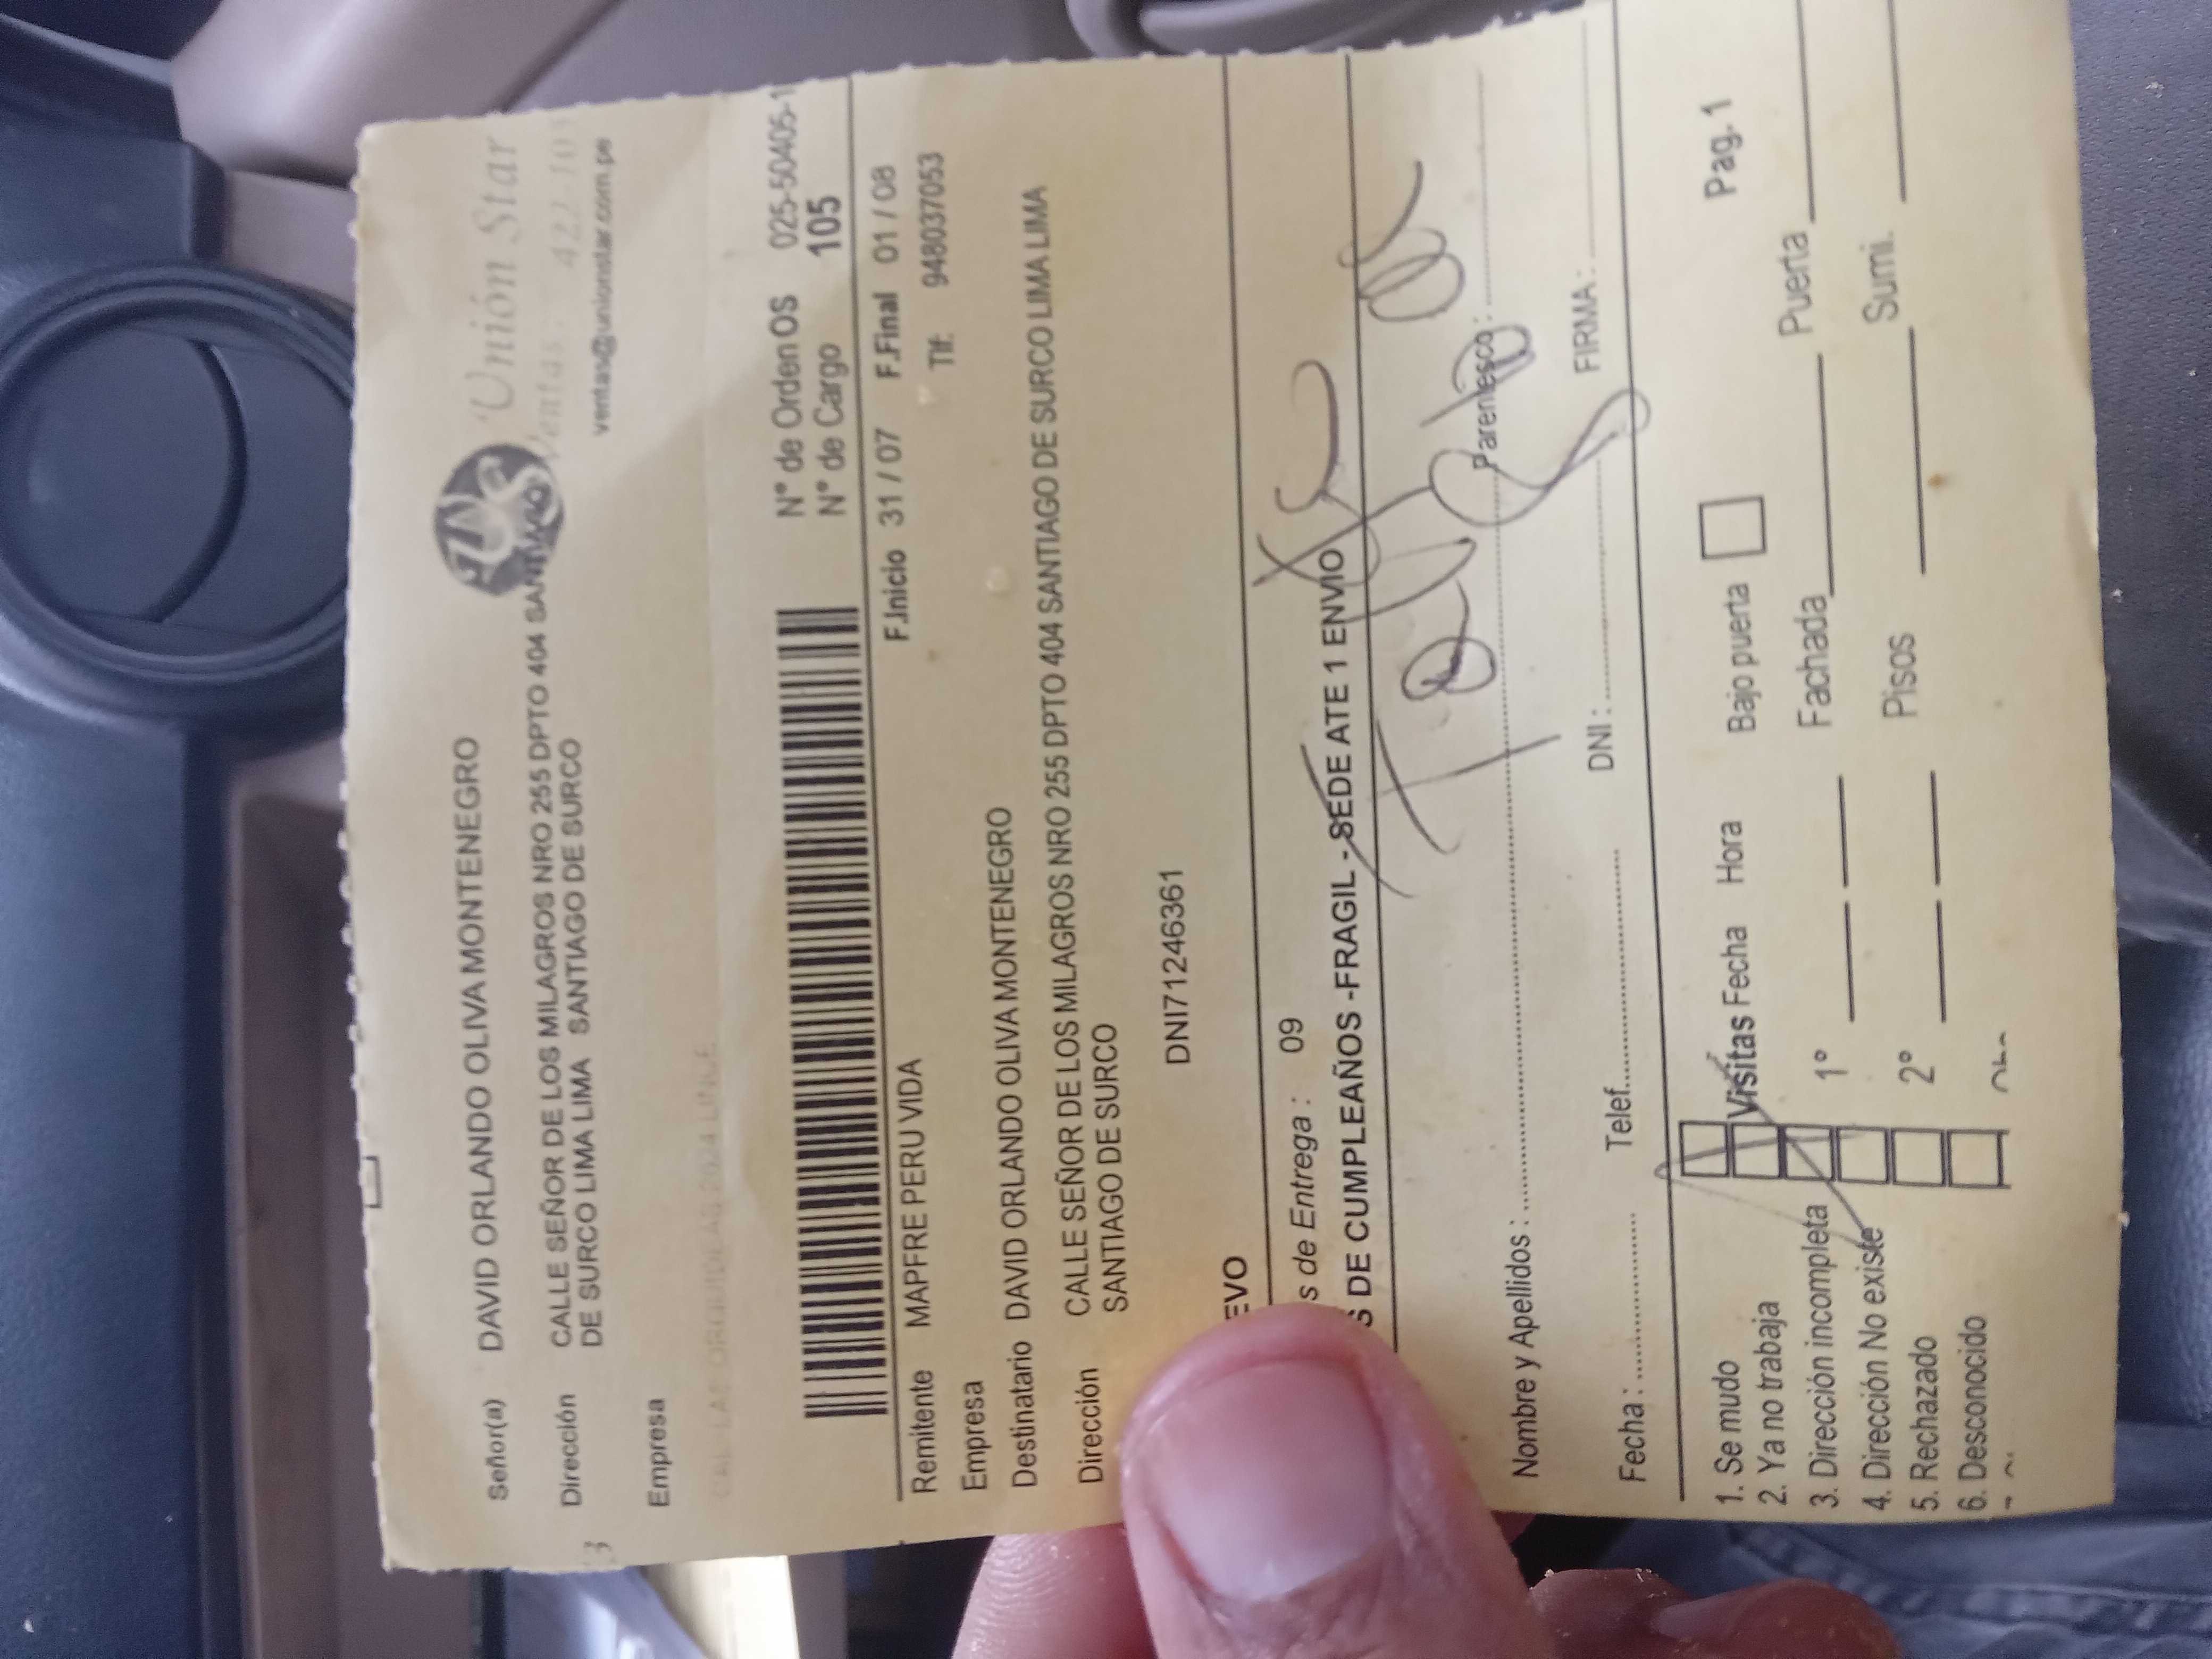 Unión Star
Ventas: 422-10
ventas@unionstar.com.pe
Señor(a) DAVID ORLANDO OLIVA MONTENEGRO
Dirección CALLE SEÑOR DE LOS MILAGROS NRO 255 DPTO 404 SANTIAGO
DE SURCO LIMA LIMA SANTIAGO DE SURCO
Empresa
N° de Orden OS 025-50405-1
N° de Cargo 105
F.Inicio 31 / 07 F.Final 01 / 08
Remitente MAPFRE PERU VIDA Tlf: 948037053
Empresa
Destinatario DAVID ORLANDO OLIVA MONTENEGRO
Dirección CALLE SEÑOR DE LOS MILAGROS NRO 255 DPTO 404 SANTIAGO DE SURCO LIMA LIMA
SANTIAGO DE SURCO
DNI71246361
EVO
s de Entrega : 09
S DE CUMPLEAÑOS -FRAGIL - SEDE ATE 1 ENVIO
Nombre y Apellidos : Parentesco :
Fecha : Telef. DNI : FIRMA :
1. Se mudo Visitas Fecha Hora Bajo puerta Pag. 1
2. Ya no trabaja
3. Dirección incompleta 1° Fachada Puerta
4. Dirección No existe
5. Rechazado 2° Pisos Sumi.
6. Desconocido